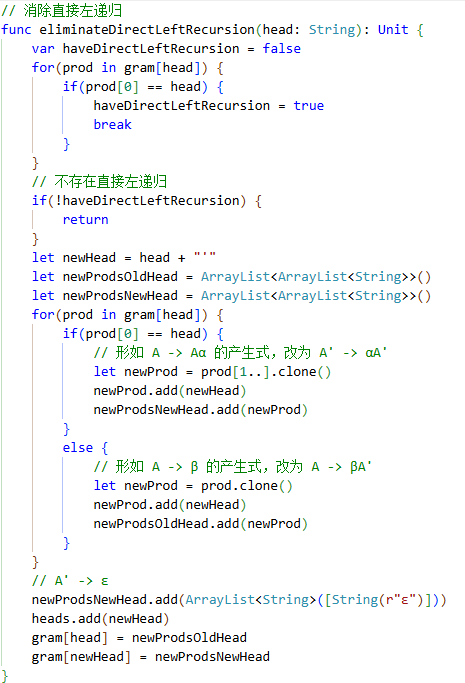 // 消除直接左递归
func eliminateDirectLeftRecursion(head: String): Unit {
    var haveDirectLeftRecursion = false
    for(prod in gram[head]) {
        if(prod[0] == head) {
            haveDirectLeftRecursion = true
            break
        }
    }
    // 不存在直接左递归
    if(!haveDirectLeftRecursion) {
        return
    }
    let newHead = head + "'"
    let newProdsOldHead = ArrayList<ArrayList<String>>()
    let newProdsNewHead = ArrayList<ArrayList<String>>()
    for(prod in gram[head]) {
        if(prod[0] == head) {
            // 形如 A -> Aα 的产生式，改为 A' -> αA'
            let newProd = prod[1..].clone()
            newProd.add(newHead)
            newProdsNewHead.add(newProd)
        }
        else {
            // 形如 A -> β 的产生式，改为 A -> βA'
            let newProd = prod.clone()
            newProd.add(newHead)
            newProdsOldHead.add(newProd)
        }
    }
    // A' -> ε
    newProdsNewHead.add(ArrayList<String>([String(r"ε")]))
    heads.add(newHead)
    gram[head] = newProdsOldHead
    gram[newHead] = newProdsNewHead
}